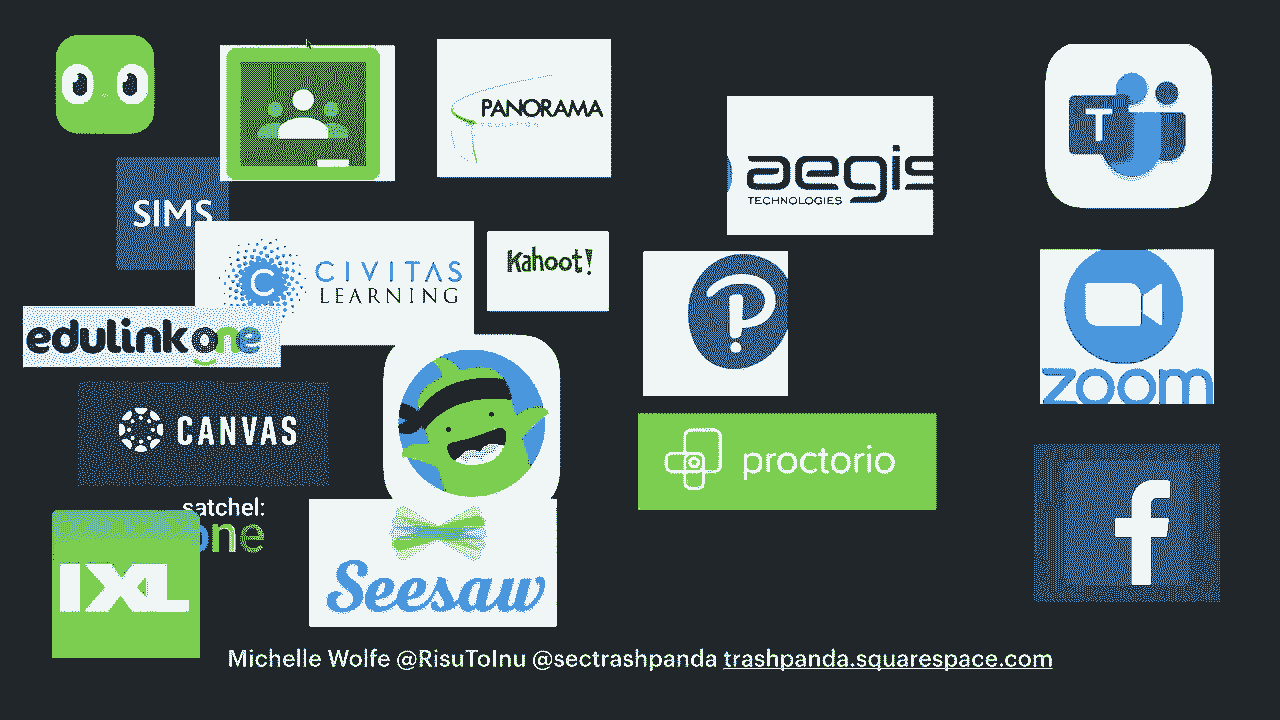 PANORAMA
EDUCATION
aegis
TECHNOLOGIES
T
SIMS
CIVITAS
LEARNING
C
Kahoot!
edulink one
zoom
CANVAS
proctorio
satchel:
one
f
IXL
Seesaw
Michelle Wolfe @RisuToInu @sectrashpanda trashpanda.squarespace.com